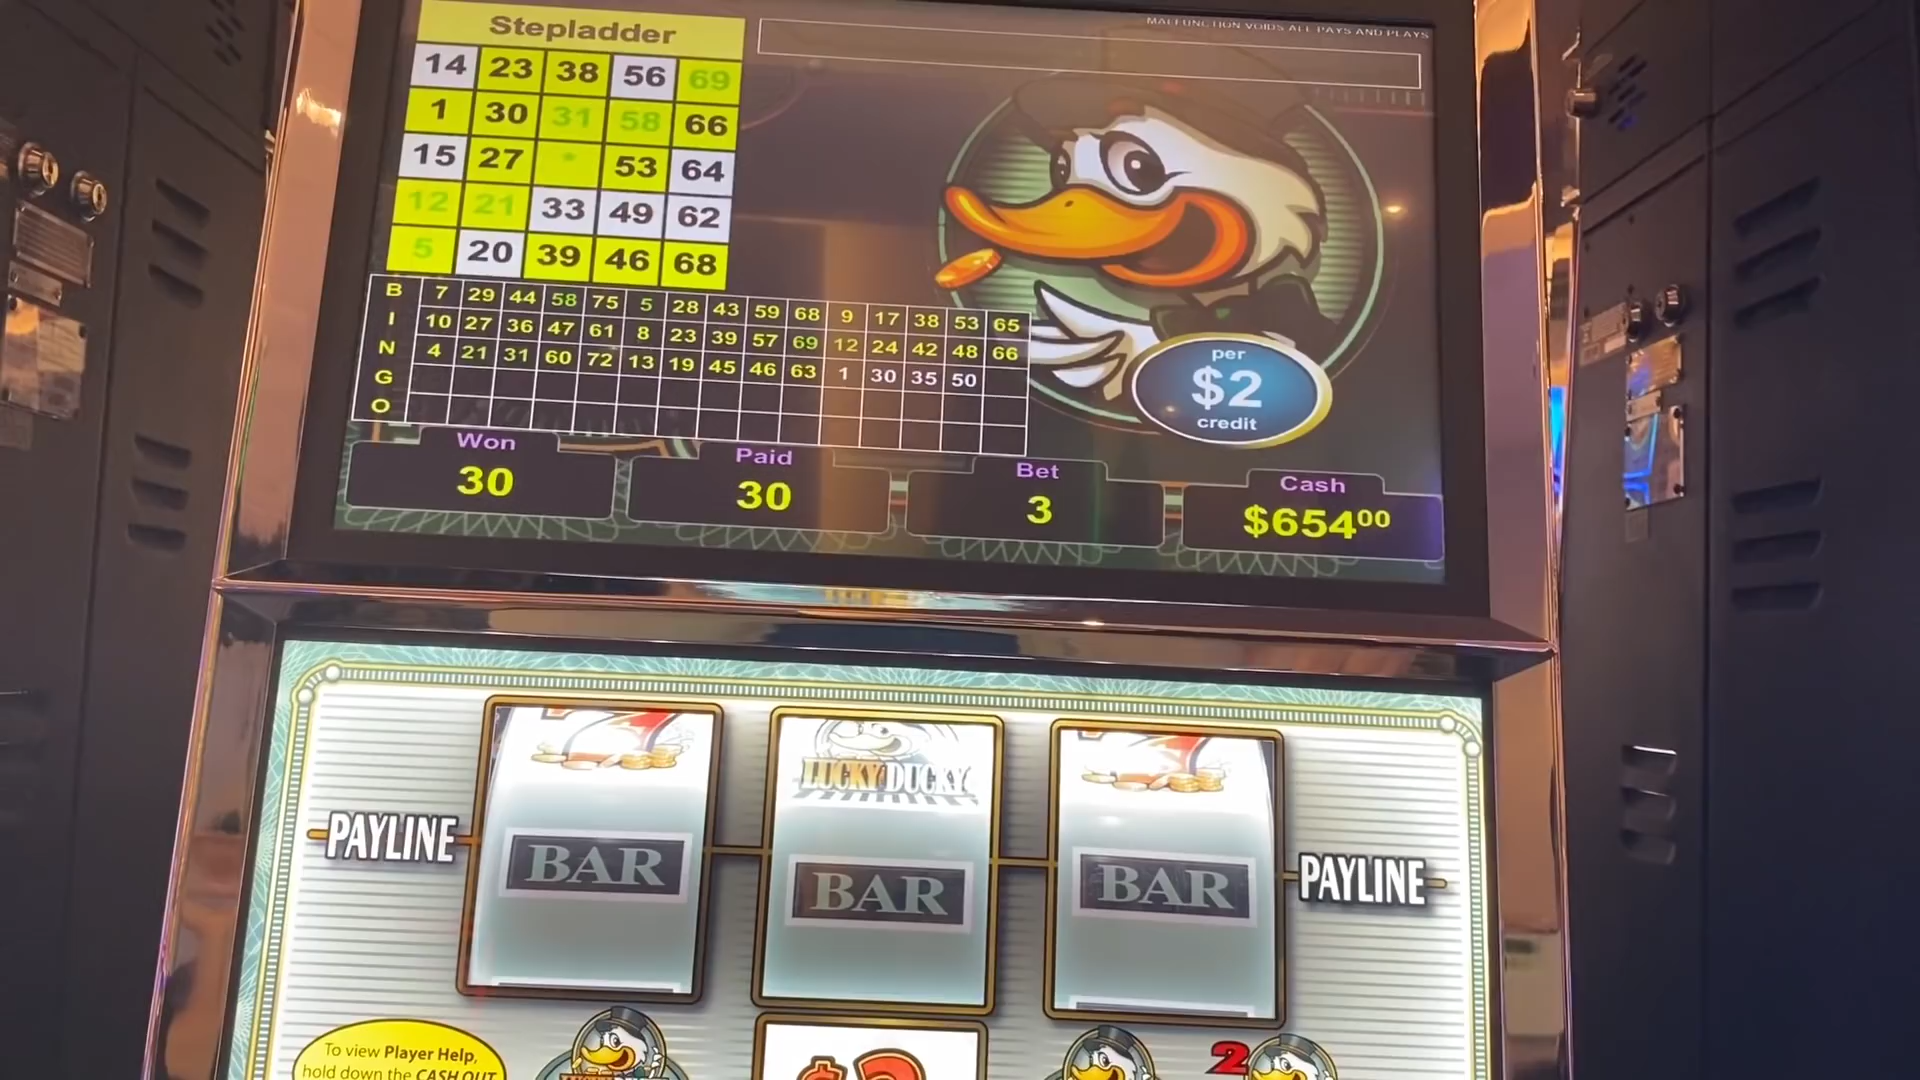 MALFUNCTION VOIDS ALL PAYS AND PLAYS
Stepladder
14 23 38 56 69
1 30 31 58 66
15 27 * 53 64
12 21 33 49 62
5 20 39 46 68
B 7 29 44 58 75 5 28 43 59 68 9 17 38 53 65
I 10 27 36 47 61 8 23 39 57 69 12 24 42 48 66
N 4 21 31 60 72 13 19 45 46 63 1 30 35 50
G
O
per
$2
credit
Won
30
Paid
30
Bet
3
Cash
$654⁰⁰
LUCKY DUCKY
PAYLINE
BAR
BAR
BAR
PAYLINE
To view Player Help,
hold down the CASH OUT
2